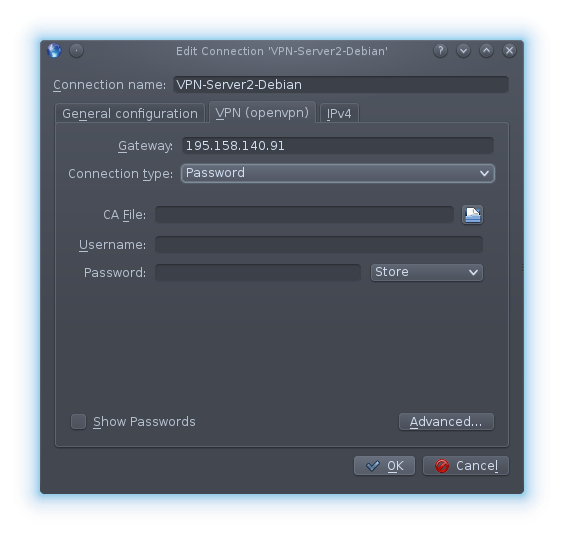 Edit Connection 'VPN-Server2-Debian'
Connection name: VPN-Server2-Debian
General configuration VPN (openvpn) IPv4
Gateway: 195.158.140.91
Connection type: Password
CA File:
Username:
Password: Store
Show Passwords Advanced...
OK Cancel